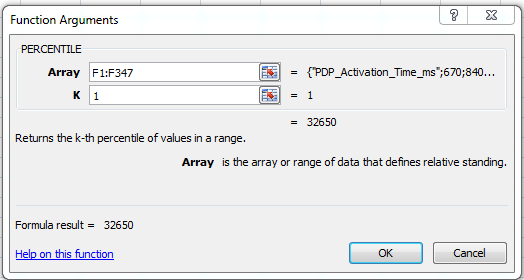 Function Arguments
PERCENTILE
Array F1:F347 = {"PDP_Activation_Time_ms";670;840...
K 1 = 1
= 32650
Returns the k-th percentile of values in a range.
Array is the array or range of data that defines relative standing.
Formula result = 32650
Help on this function OK Cancel